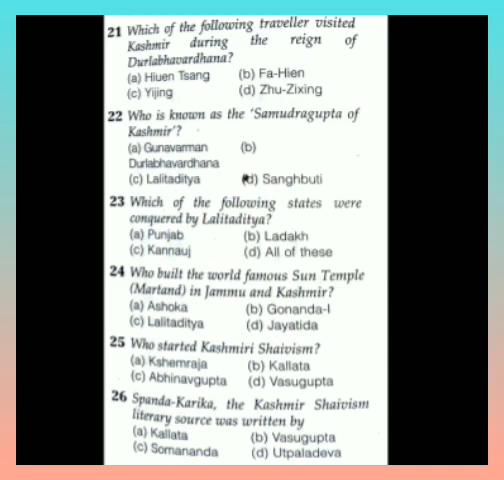 21 Which of the following traveller visited
Kashmir during the reign of
Durlabhavardhana?
(a) Hiuen Tsang (b) Fa-Hien
(c) Yijing (d) Zhu-Zixing
22 Who is known as the ‘Samudragupta of
Kashmir’?
(a) Gunavarman (b)
Durlabhavardhana
(c) Lalitaditya (d) Sanghbuti
23 Which of the following states were
conquered by Lalitaditya?
(a) Punjab (b) Ladakh
(c) Kannauj (d) All of these
24 Who built the world famous Sun Temple
(Martand) in Jammu and Kashmir?
(a) Ashoka (b) Gonanda-I
(c) Lalitaditya (d) Jayatida
25 Who started Kashmiri Shaivism?
(a) Kshemraja (b) Kallata
(c) Abhinavgupta (d) Vasugupta
26 Spanda-Karika, the Kashmir Shaivism
literary source was written by
(a) Kallata (b) Vasugupta
(c) Somananda (d) Utpaladeva